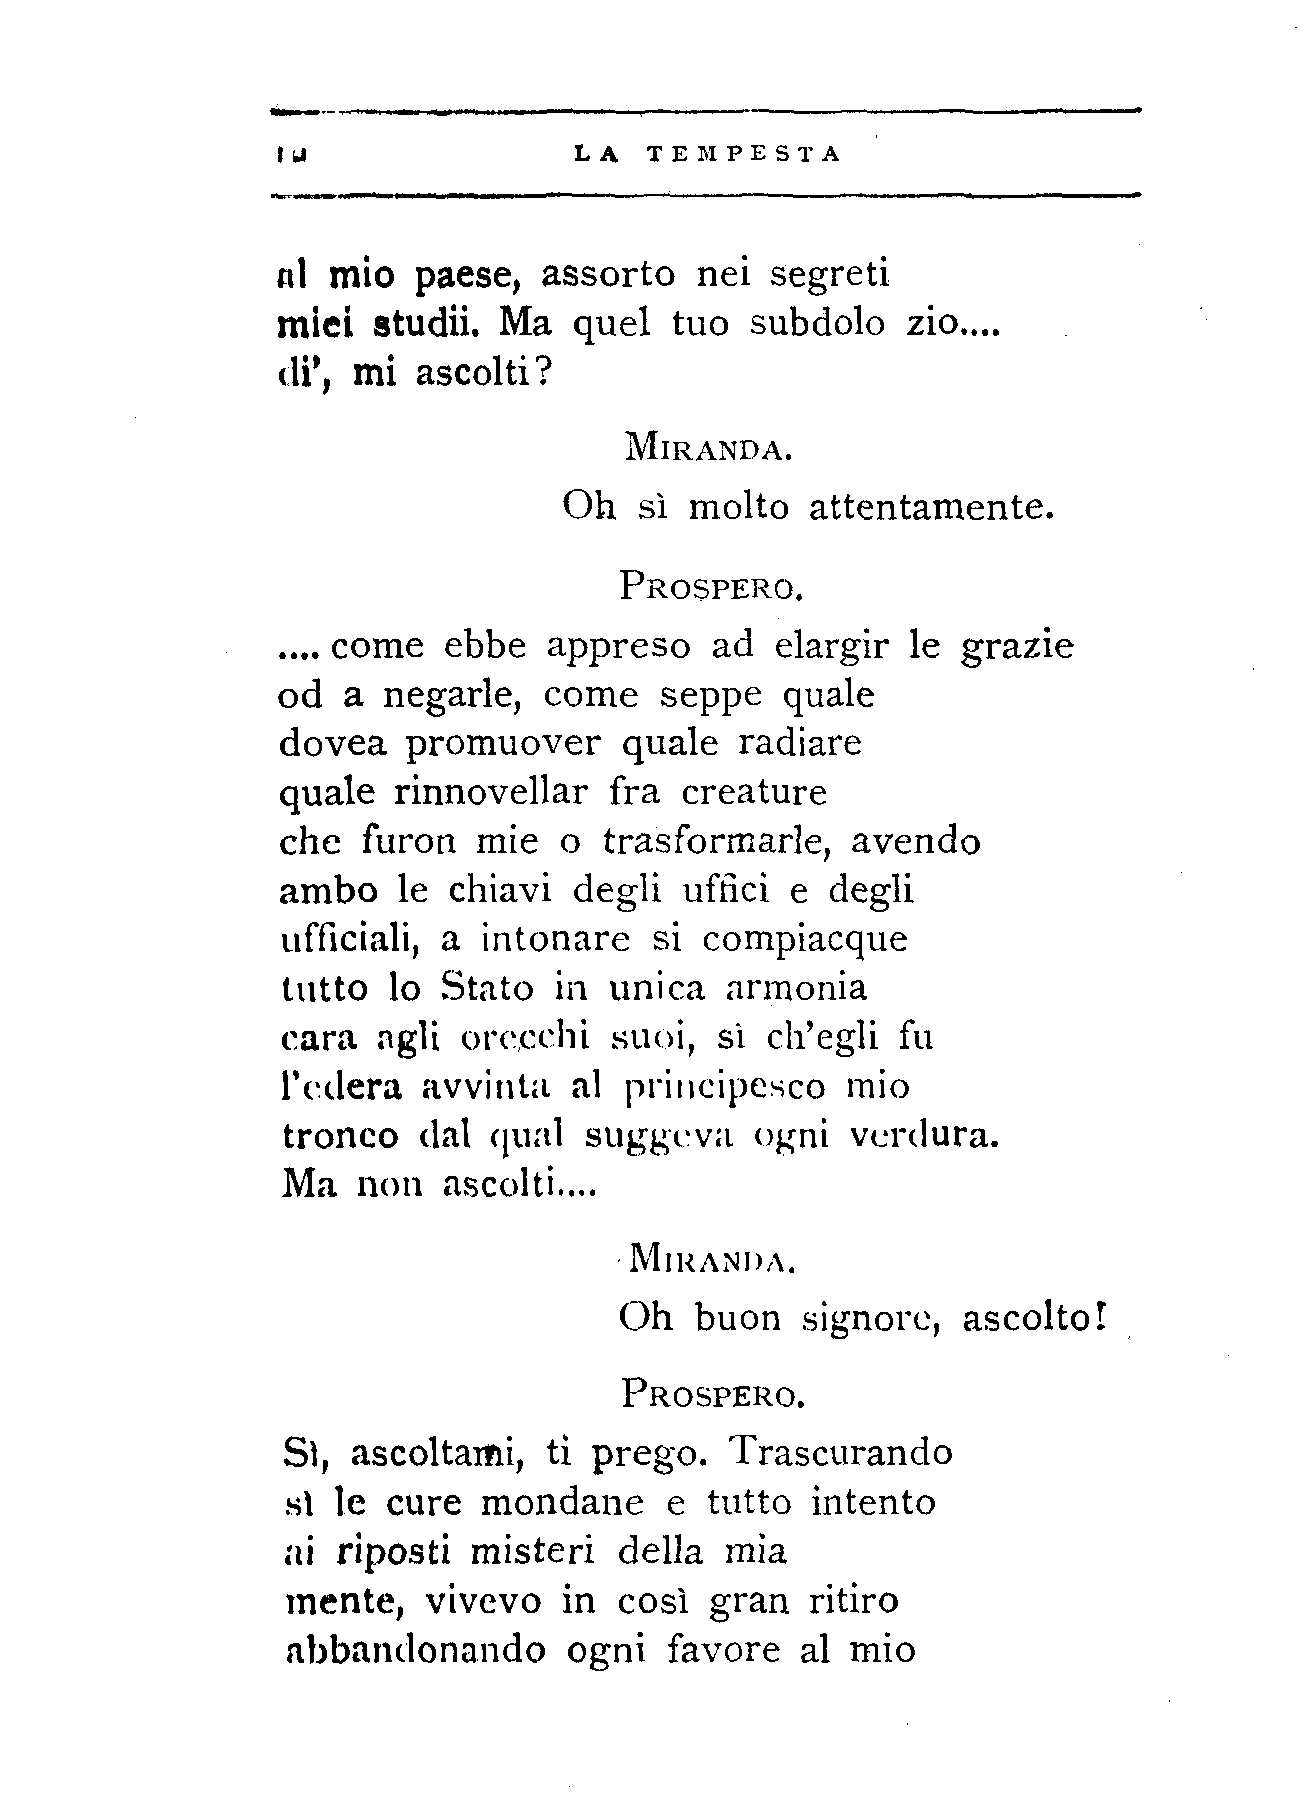 LA TEMPESTA
al mio paese, assorto nei segreti
miei studii. Ma quel tuo subdolo zio....
di', mi ascolti?
MIRANDA.
Oh sì molto attentamente.
PROSPERO.
.... come ebbe appreso ad elargir le grazie
od a negarle, come seppe quale
dovea promuover quale radiare
quale rinnovellar fra creature
che furon mie o trasformarle, avendo
ambo le chiavi degli uffici e degli
ufficiali, a intonare si compiacque
tutto lo Stato in unica armonia
cara agli orecchi suoi, sì ch'egli fu
l'edera avvinta al principesco mio
tronco dal qual suggeva ogni verdura.
Ma non ascolti....
MIRANDA.
Oh buon signore, ascolto!
PROSPERO.
Sì, ascoltami, ti prego. Trascurando
sì le cure mondane e tutto intento
ai riposti misteri della mia
mente, vivevo in così gran ritiro
abbandonando ogni favore al mio